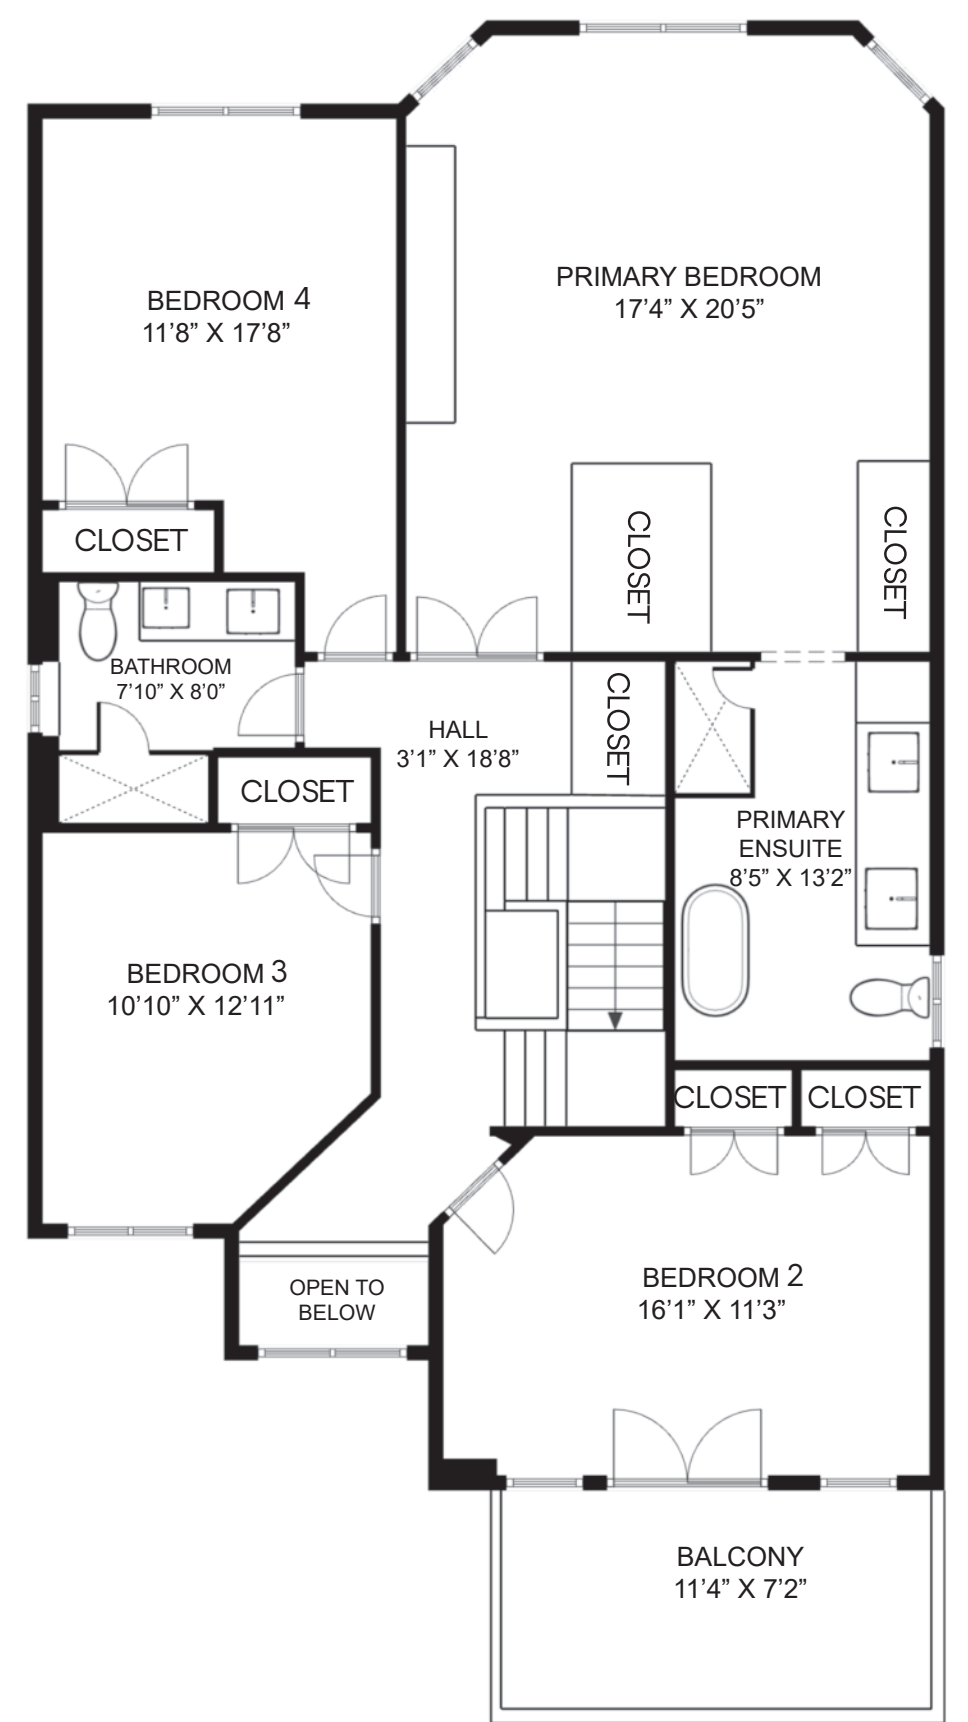 PRIMARY BEDROOM
17’4” X 20’5”
BEDROOM 4
11’8” X 17’8”
CLOSET
CLOSET
CLOSET
BATHROOM
7’10” X 8’0”
CLOSET
HALL
3’1” X 18’8”
CLOSET
PRIMARY
ENSUITE
8’5” X 13’2”
BEDROOM 3
10’10” X 12’11”
CLOSET
CLOSET
OPEN TO
BELOW
BEDROOM 2
16’1” X 11’3”
BALCONY
11’4” X 7’2”